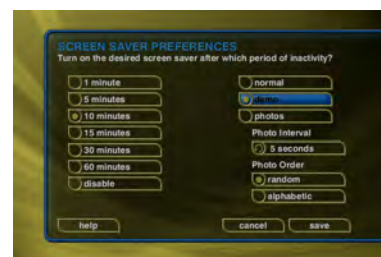 SCREEN SAVER PREFERENCES
Turn on the desired screen saver after which period of inactivity?
1 minute
5 minutes
10 minutes
15 minutes
30 minutes
60 minutes
disable
normal
demo
photos
Photo Interval
5 seconds
Photo Order
random
alphabetic
help
cancel
save